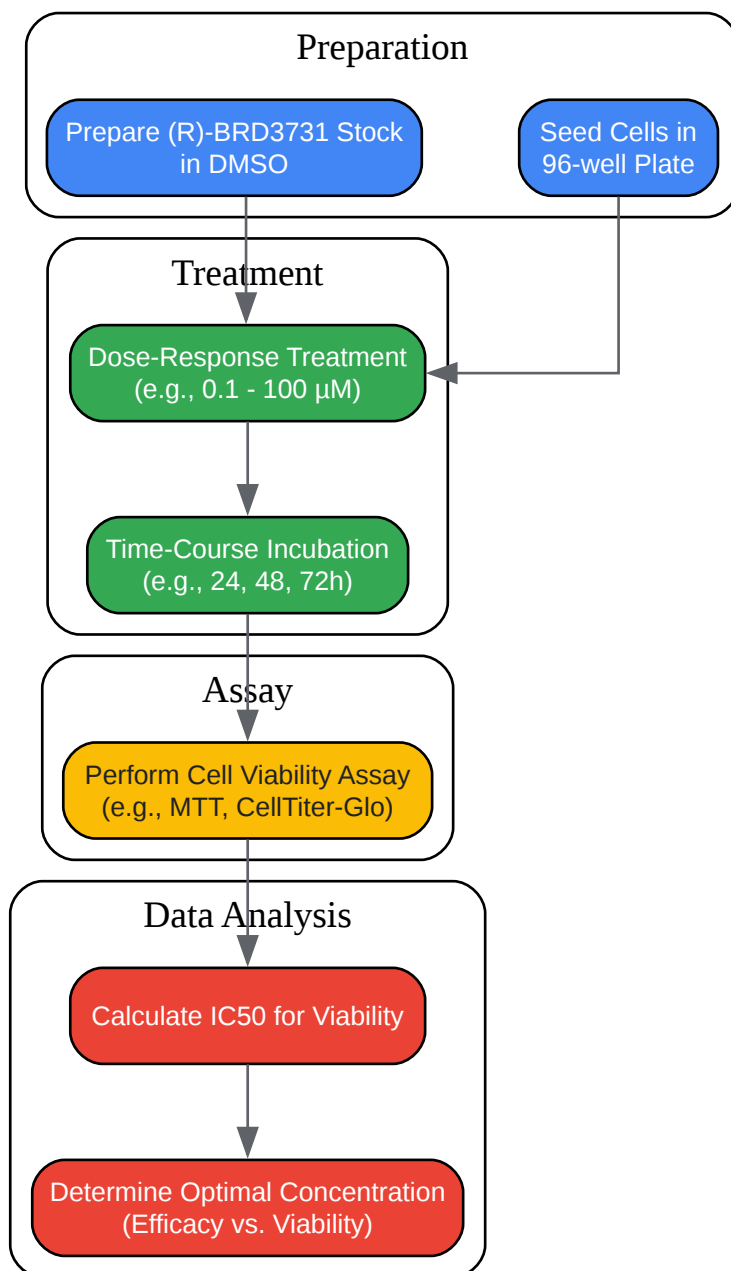 Preparation
Prepare (R)-BRD3731 Stock
in DMSO
Seed Cells in
96-well Plate
Treatment
Dose-Response Treatment
(e.g., 0.1 - 100 µM)
Time-Course Incubation
(e.g., 24, 48, 72h)
Assay
Perform Cell Viability Assay
(e.g., MTT, CellTiter-Glo)
Data Analysis
Calculate IC50 for Viability
Determine Optimal Concentration
(Efficacy vs. Viability)